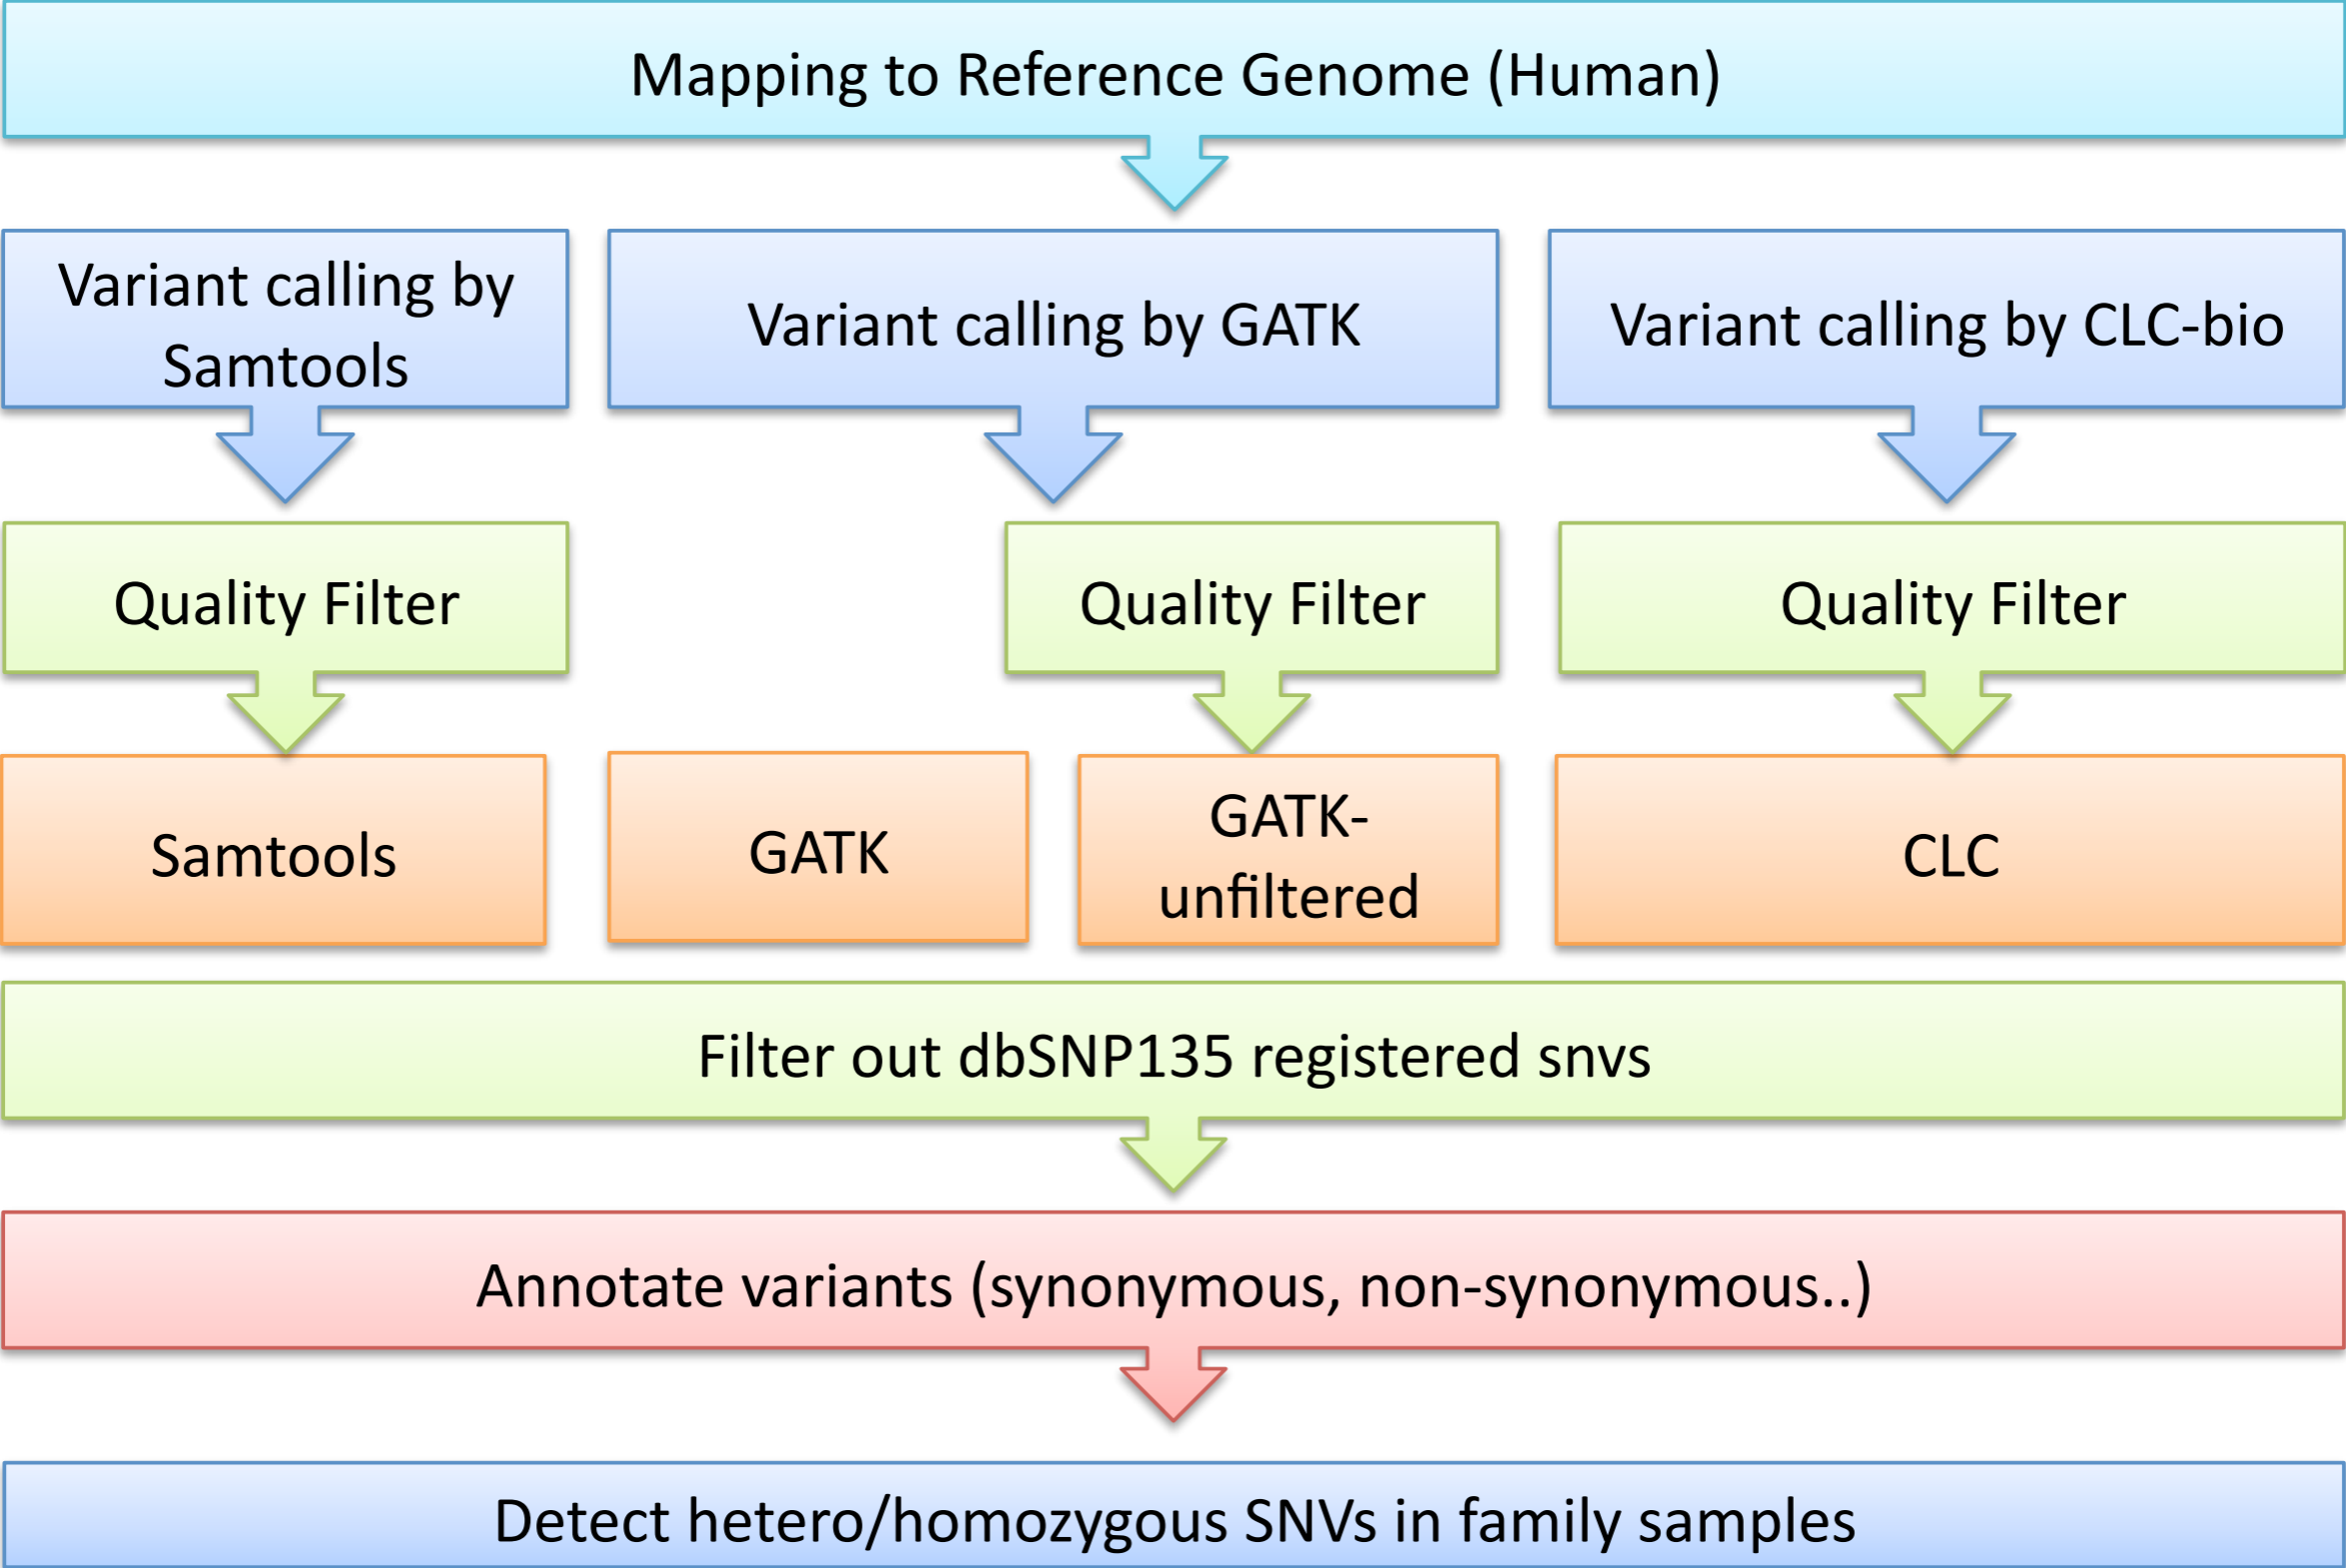 Mapping to Reference Genome (Human)
Variant calling by
Samtools
Variant calling by GATK
Variant calling by CLC-bio
Quality Filter
Quality Filter
Quality Filter
Samtools
GATK
GATK-
unfiltered
CLC
Filter out dbSNP135 registered snvs
Annotate variants (synonymous, non-synonymous..)
Detect hetero/homozygous SNVs in family samples